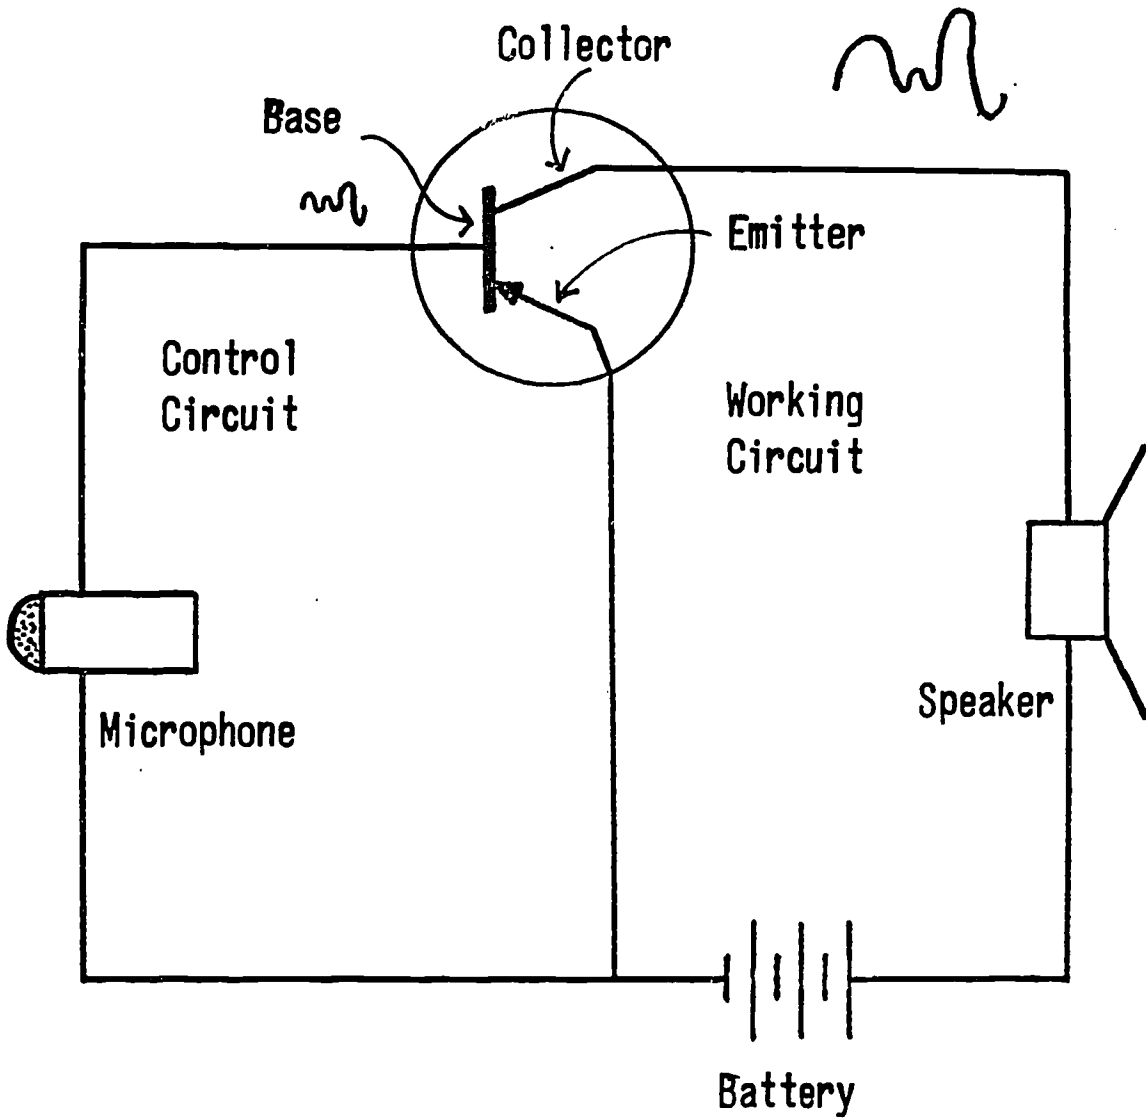 Collector
Base
Emitter
Control
Circuit
Working
Circuit
Speaker
Microphone
Battery